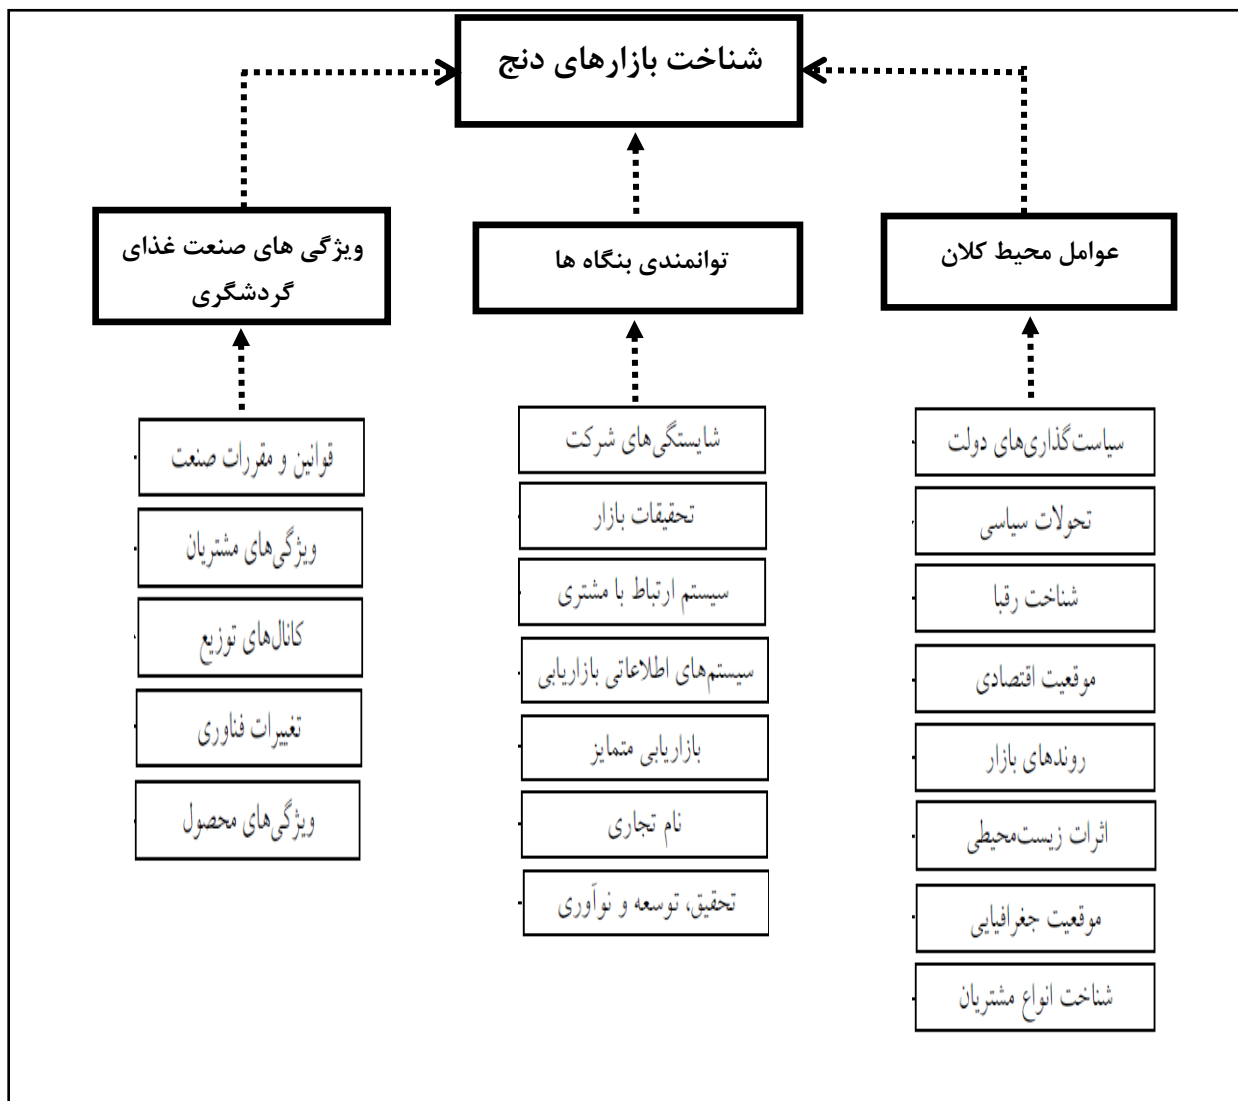 شناخت بازارهای دنج
عوامل محیط کلان
توانمندی بنگاه ها
ویژگی های صنعت غذای
گردشگری
سیاست‌گذاری‌های دولت
تحولات سیاسی
شناخت رقبا
موقعیت اقتصادی
روندهای بازار
اثرات زیست‌محیطی
موقعیت جغرافیایی
شناخت انواع مشتریان
شایستگی‌های شرکت
تحقیقات بازار
سیستم ارتباط با مشتری
سیستم‌های اطلاعاتی بازاریابی
بازاریابی متمایز
نام تجاری
تحقیق، توسعه و نوآوری
قوانین و مقررات صنعت
ویژگی‌های مشتریان
کانال‌های توزیع
تغییرات فناوری
ویژگی‌های محصول